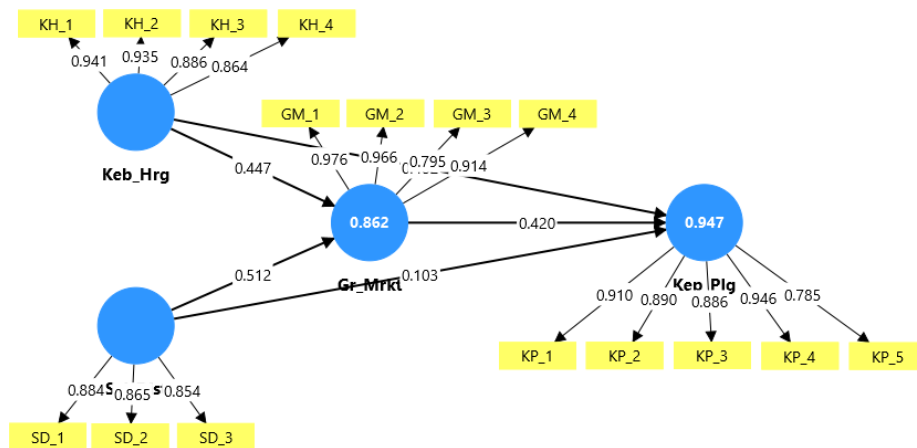 KH_1 KH_2 KH_3 KH_4
0.941 0.935 0.886 0.864
GM_1 GM_2 GM_3 GM_4
0.976 0.966 0.795 0.914
Keb_Hrg
0.447
0.862 0.420 0.947
0.512 0.103
Gr_Mrkt Kep_Plg
0.910 0.890 0.886 0.946 0.785
KP_1 KP_2 KP_3 KP_4 KP_5
0.884 0.865 0.854
SD_1 SD_2 SD_3